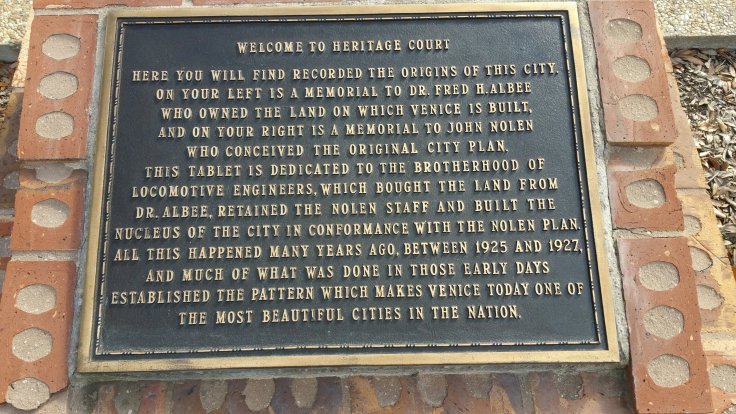 WELCOME TO HERITAGE COURT
HERE YOU WILL FIND RECORDED THE ORIGINS OF THIS CITY.
ON YOUR LEFT IS A MEMORIAL TO DR. FRED H. ALBEE
WHO OWNED THE LAND ON WHICH VENICE IS BUILT,
AND ON YOUR RIGHT IS A MEMORIAL TO JOHN NOLEN
WHO CONCEIVED THE ORIGINAL CITY PLAN.
THIS TABLET IS DEDICATED TO THE BROTHERHOOD OF
LOCOMOTIVE ENGINEERS, WHICH BOUGHT THE LAND FROM
DR. ALBEE, RETAINED THE NOLEN STAFF AND BUILT THE
NUCLEUS OF THE CITY IN CONFORMANCE WITH THE NOLEN PLAN.
ALL THIS HAPPENED MANY YEARS AGO, BETWEEN 1925 AND 1927,
AND MUCH OF WHAT WAS DONE IN THOSE EARLY DAYS
ESTABLISHED THE PATTERN WHICH MAKES VENICE TODAY ONE OF
THE MOST BEAUTIFUL CITIES IN THE NATION.